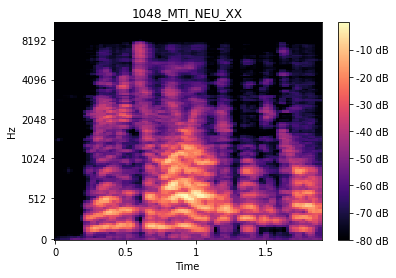 1048_MTI_NEU_XX
8192
4096
2048
1024
512
0
Hz
0
0.5
1
1.5
Time
-10 dB
-20 dB
-30 dB
-40 dB
-50 dB
-60 dB
-70 dB
-80 dB